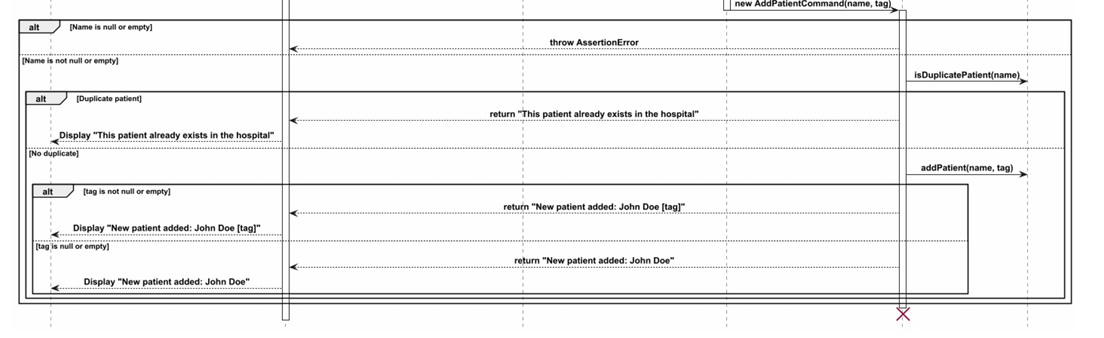 new AddPatientCommand(name, tag)
alt [Name is null or empty]
throw AssertionError
[Name is not null or empty]
isDuplicatePatient(name)
alt [Duplicate patient]
return "This patient already exists in the hospital"
Display "This patient already exists in the hospital"
[No duplicate]
addPatient(name, tag)
alt [tag is not null or empty]
return "New patient added: John Doe [tag]"
Display "New patient added: John Doe [tag]"
[tag is null or empty]
return "New patient added: John Doe"
Display "New patient added: John Doe"